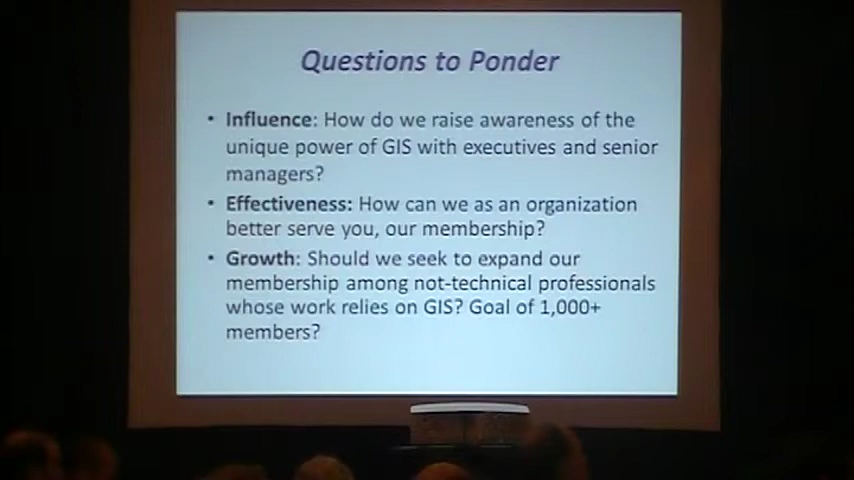 Questions to Ponder
• Influence: How do we raise awareness of the
unique power of GIS with executives and senior
managers?
• Effectiveness: How can we as an organization
better serve you, our membership?
• Growth: Should we seek to expand our
membership among not-technical professionals
whose work relies on GIS? Goal of 1,000+
members?